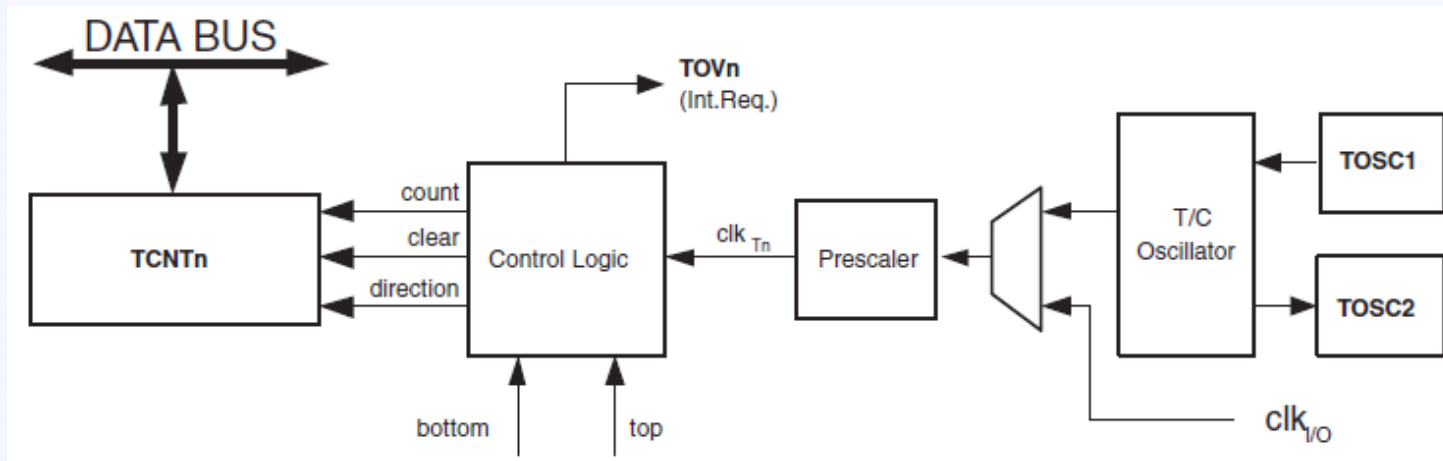 DATA BUS
TOVn
(Int.Req.)
TOSC1
count
clear
direction
TCNTn
Control Logic
clk Tn
Prescaler
T/C
Oscillator
TOSC2
bottom
top
clk I/O